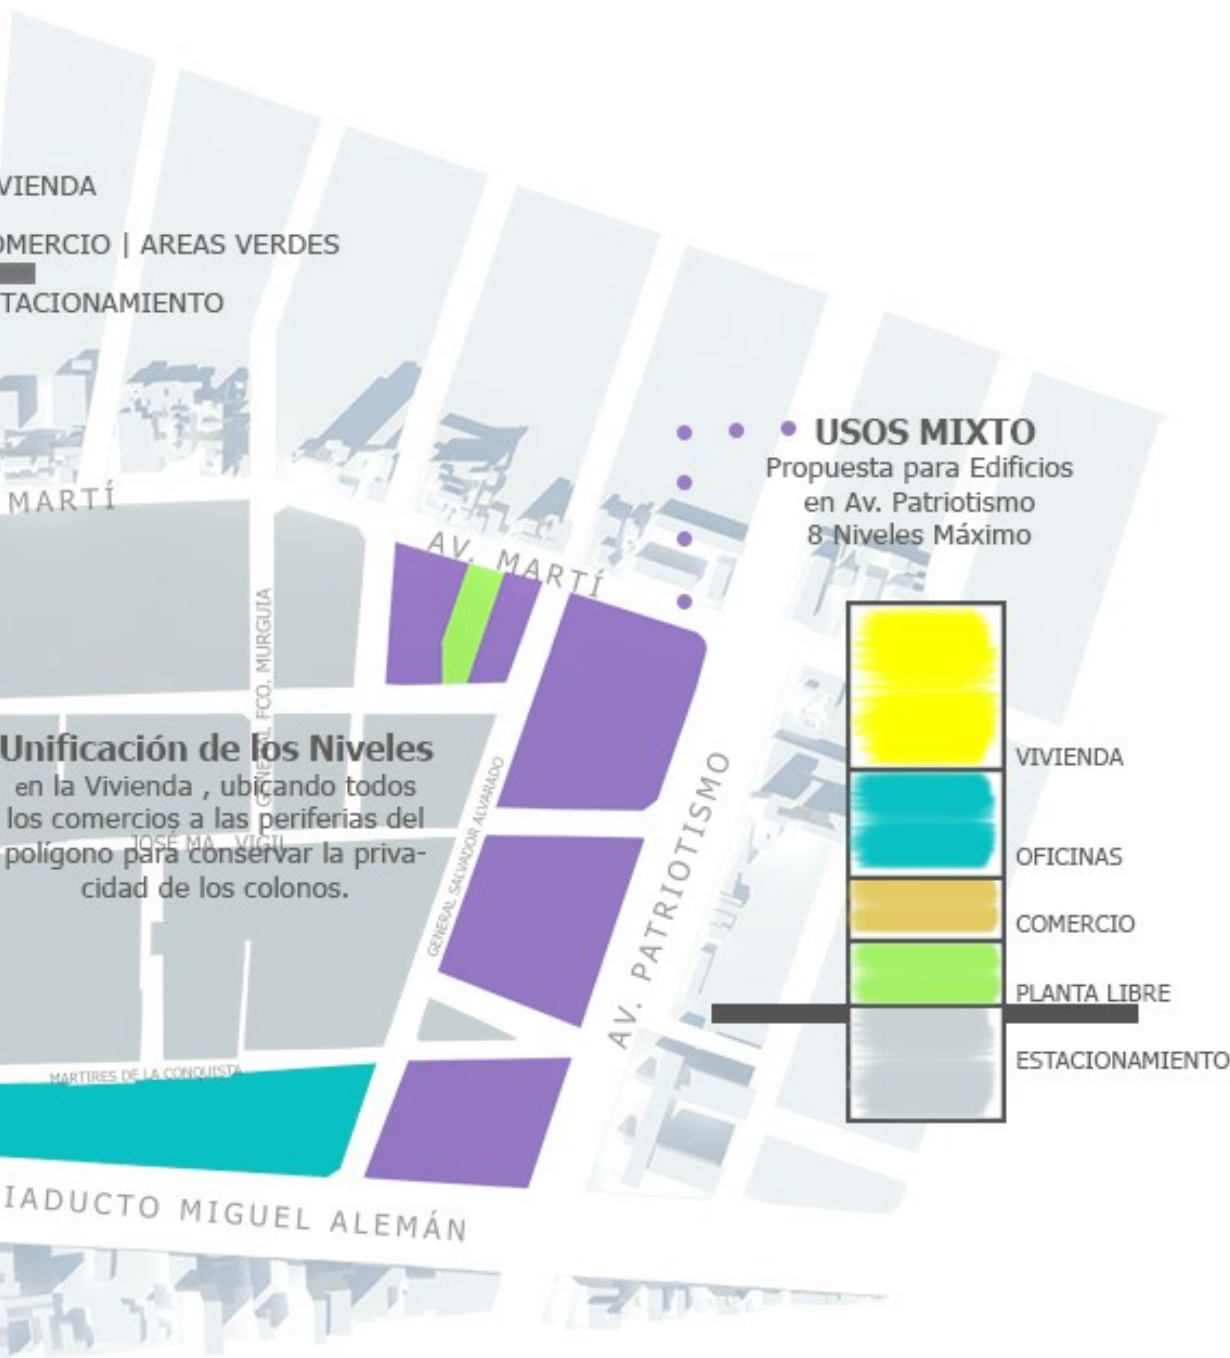 VIENDA
OMERCIO | AREAS VERDES
TACIONAMIENTO
MARTÍ
AV. MARTÍ
USOS MIXTO
Propuesta para Edificios
en Av. Patriotismo
8 Niveles Máximo
GENERAL FCO. MURGUIA
Unificación de los Niveles
en la Vivienda , ubicando todos
los comercios a las periferias del
polígono para conservar la priva-
cidad de los colonos.
JOSÉ MA. VIGIL
GENERAL SALVADOR ALVARADO
AV. PATRIOTISMO
VIVIENDA
OFICINAS
COMERCIO
PLANTA LIBRE
ESTACIONAMIENTO
MARTIRES DE LA CONQUISTA
IADUCTO MIGUEL ALEMÁN